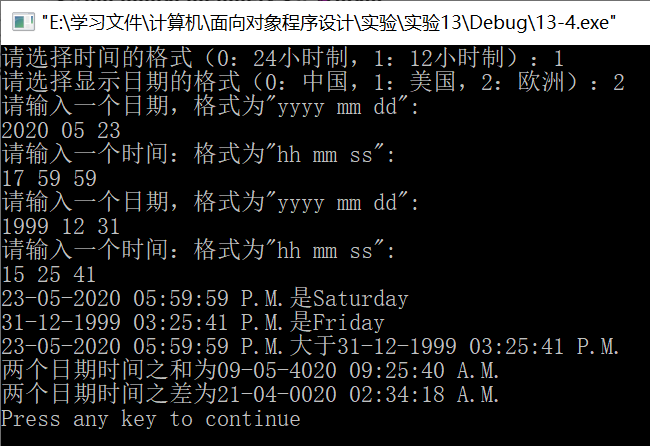 "E:\学习文件\计算机\面向对象程序设计\实验\实验13\Debug\13-4.exe"
请选择时间的格式（0：24小时制，1：12小时制）：1
请选择显示日期的格式（0：中国，1：美国，2：欧洲）：2
请输入一个日期，格式为"yyyy mm dd":
2020 05 23
请输入一个时间：格式为"hh mm ss":
17 59 59
请输入一个日期，格式为"yyyy mm dd":
1999 12 31
请输入一个时间：格式为"hh mm ss":
15 25 41
23-05-2020 05:59:59 P.M.是Saturday
31-12-1999 03:25:41 P.M.是Friday
23-05-2020 05:59:59 P.M.大于31-12-1999 03:25:41 P.M.
两个日期时间之和为09-05-4020 09:25:40 A.M.
两个日期时间之差为21-04-0020 02:34:18 A.M.
Press any key to continue